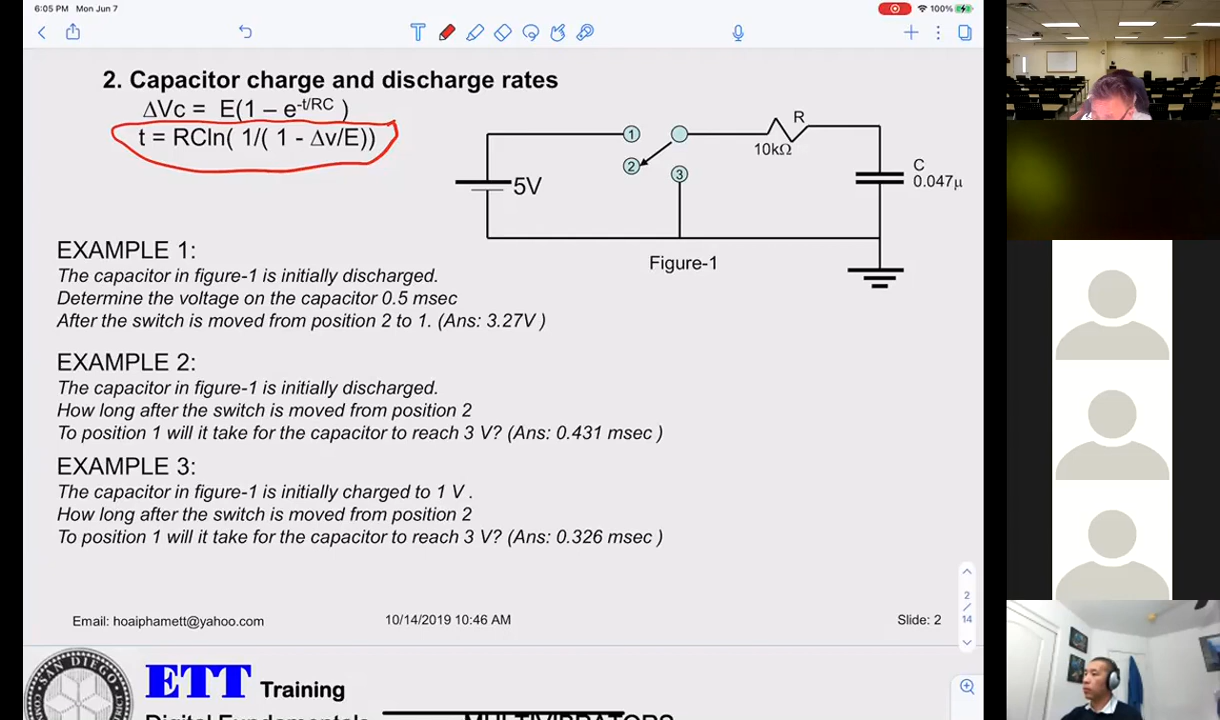 6:05 PM Mon Jun 7
100%
2. Capacitor charge and discharge rates
ΔVc = E(1 – e-t/RC )
t = RCln( 1/( 1 - Δv/E))
1
2
3
R
10kΩ
5V
C
0.047µ
Figure-1
EXAMPLE 1:
The capacitor in figure-1 is initially discharged.
Determine the voltage on the capacitor 0.5 msec
After the switch is moved from position 2 to 1. (Ans: 3.27V )
EXAMPLE 2:
The capacitor in figure-1 is initially discharged.
How long after the switch is moved from position 2
To position 1 will it take for the capacitor to reach 3 V? (Ans: 0.431 msec )
EXAMPLE 3:
The capacitor in figure-1 is initially charged to 1 V .
How long after the switch is moved from position 2
To position 1 will it take for the capacitor to reach 3 V? (Ans: 0.326 msec )
2
/
14
Email: hoaiphamett@yahoo.com
10/14/2019 10:46 AM
Slide: 2
SAN DIEGO
ETT Training
Digital Fundamentals
MULTIVIBRATORS